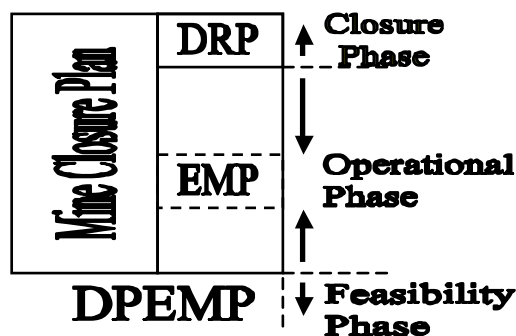 Mine Closure Plan
DRP
Closure
Phase
EMP
Operational
Phase
DPEMP
Feasibility
Phase